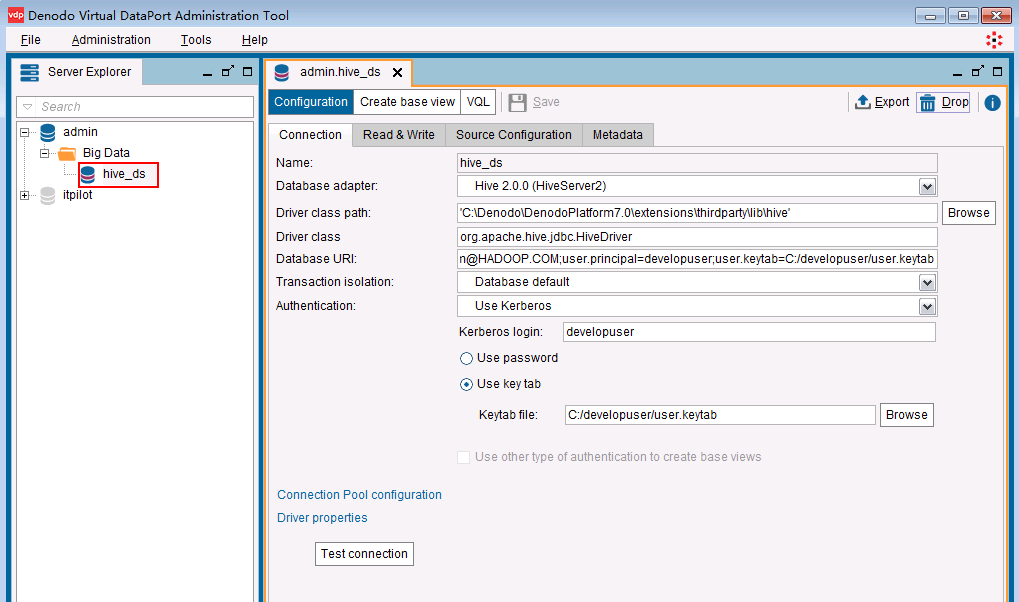 vdp Denodo Virtual DataPort Administration Tool
File Administration Tools Help
Server Explorer
Search
admin
Big Data
hive_ds
itpilot
admin.hive_ds
Configuration Create base view VQL Save Export Drop
Connection Read & Write Source Configuration Metadata
Name: hive_ds
Database adapter: Hive 2.0.0 (HiveServer2)
Driver class path: 'C:\Denodo\DenodoPlatform7.0\extensions\thirdparty\lib\hive' Browse
Driver class org.apache.hive.jdbc.HiveDriver
Database URI: n@HADOOP.COM;user.principal=developuser;user.keytab=C:/developuser/user.keytab
Transaction isolation: Database default
Authentication: Use Kerberos
Kerberos login: developuser
Use password
Use key tab
Keytab file: C:/developuser/user.keytab Browse
Use other type of authentication to create base views
Connection Pool configuration
Driver properties
Test connection